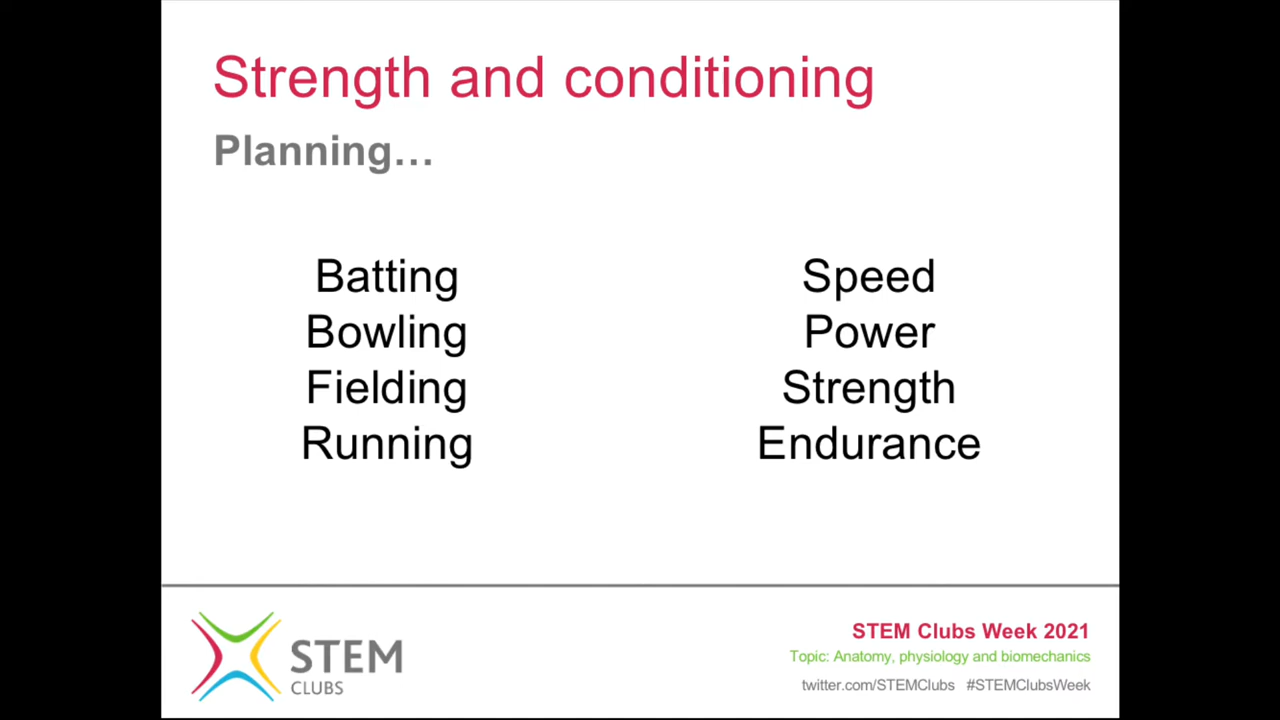 Strength and conditioning
Planning…
Batting
Bowling
Fielding
Running
Speed
Power
Strength
Endurance
STEM
CLUBS
STEM Clubs Week 2021
Topic: Anatomy, physiology and biomechanics
twitter.com/STEMClubs #STEMClubsWeek